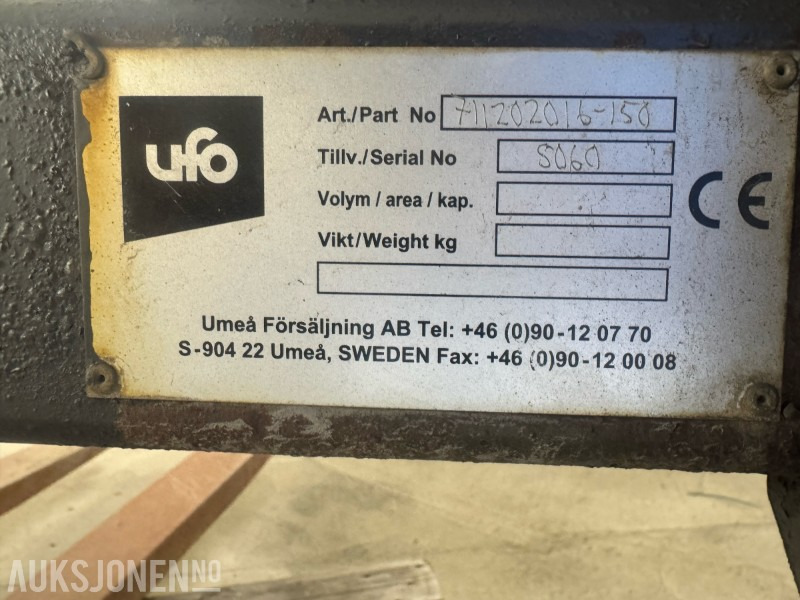 ufo
Art./Part No 711202016-150
Tillv./Serial No 5060
Volym / area / kap.
CE
Vikt/Weight kg
Umeå Försäljning AB Tel: +46 (0)90-12 07 70
S-904 22 Umeå, SWEDEN Fax: +46 (0)90-12 00 08
AUKSJONEN.NO